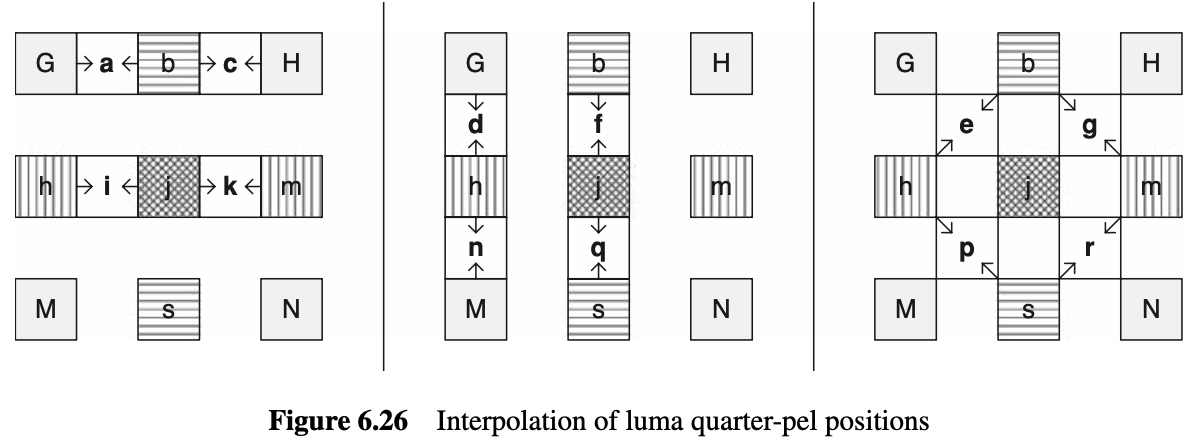 G a b c H
h i j k m
M s N
G b H
d f
h j m
n q
M s N
G b H
e g
h j m
p r
M s N
Figure 6.26 Interpolation of luma quarter-pel positions